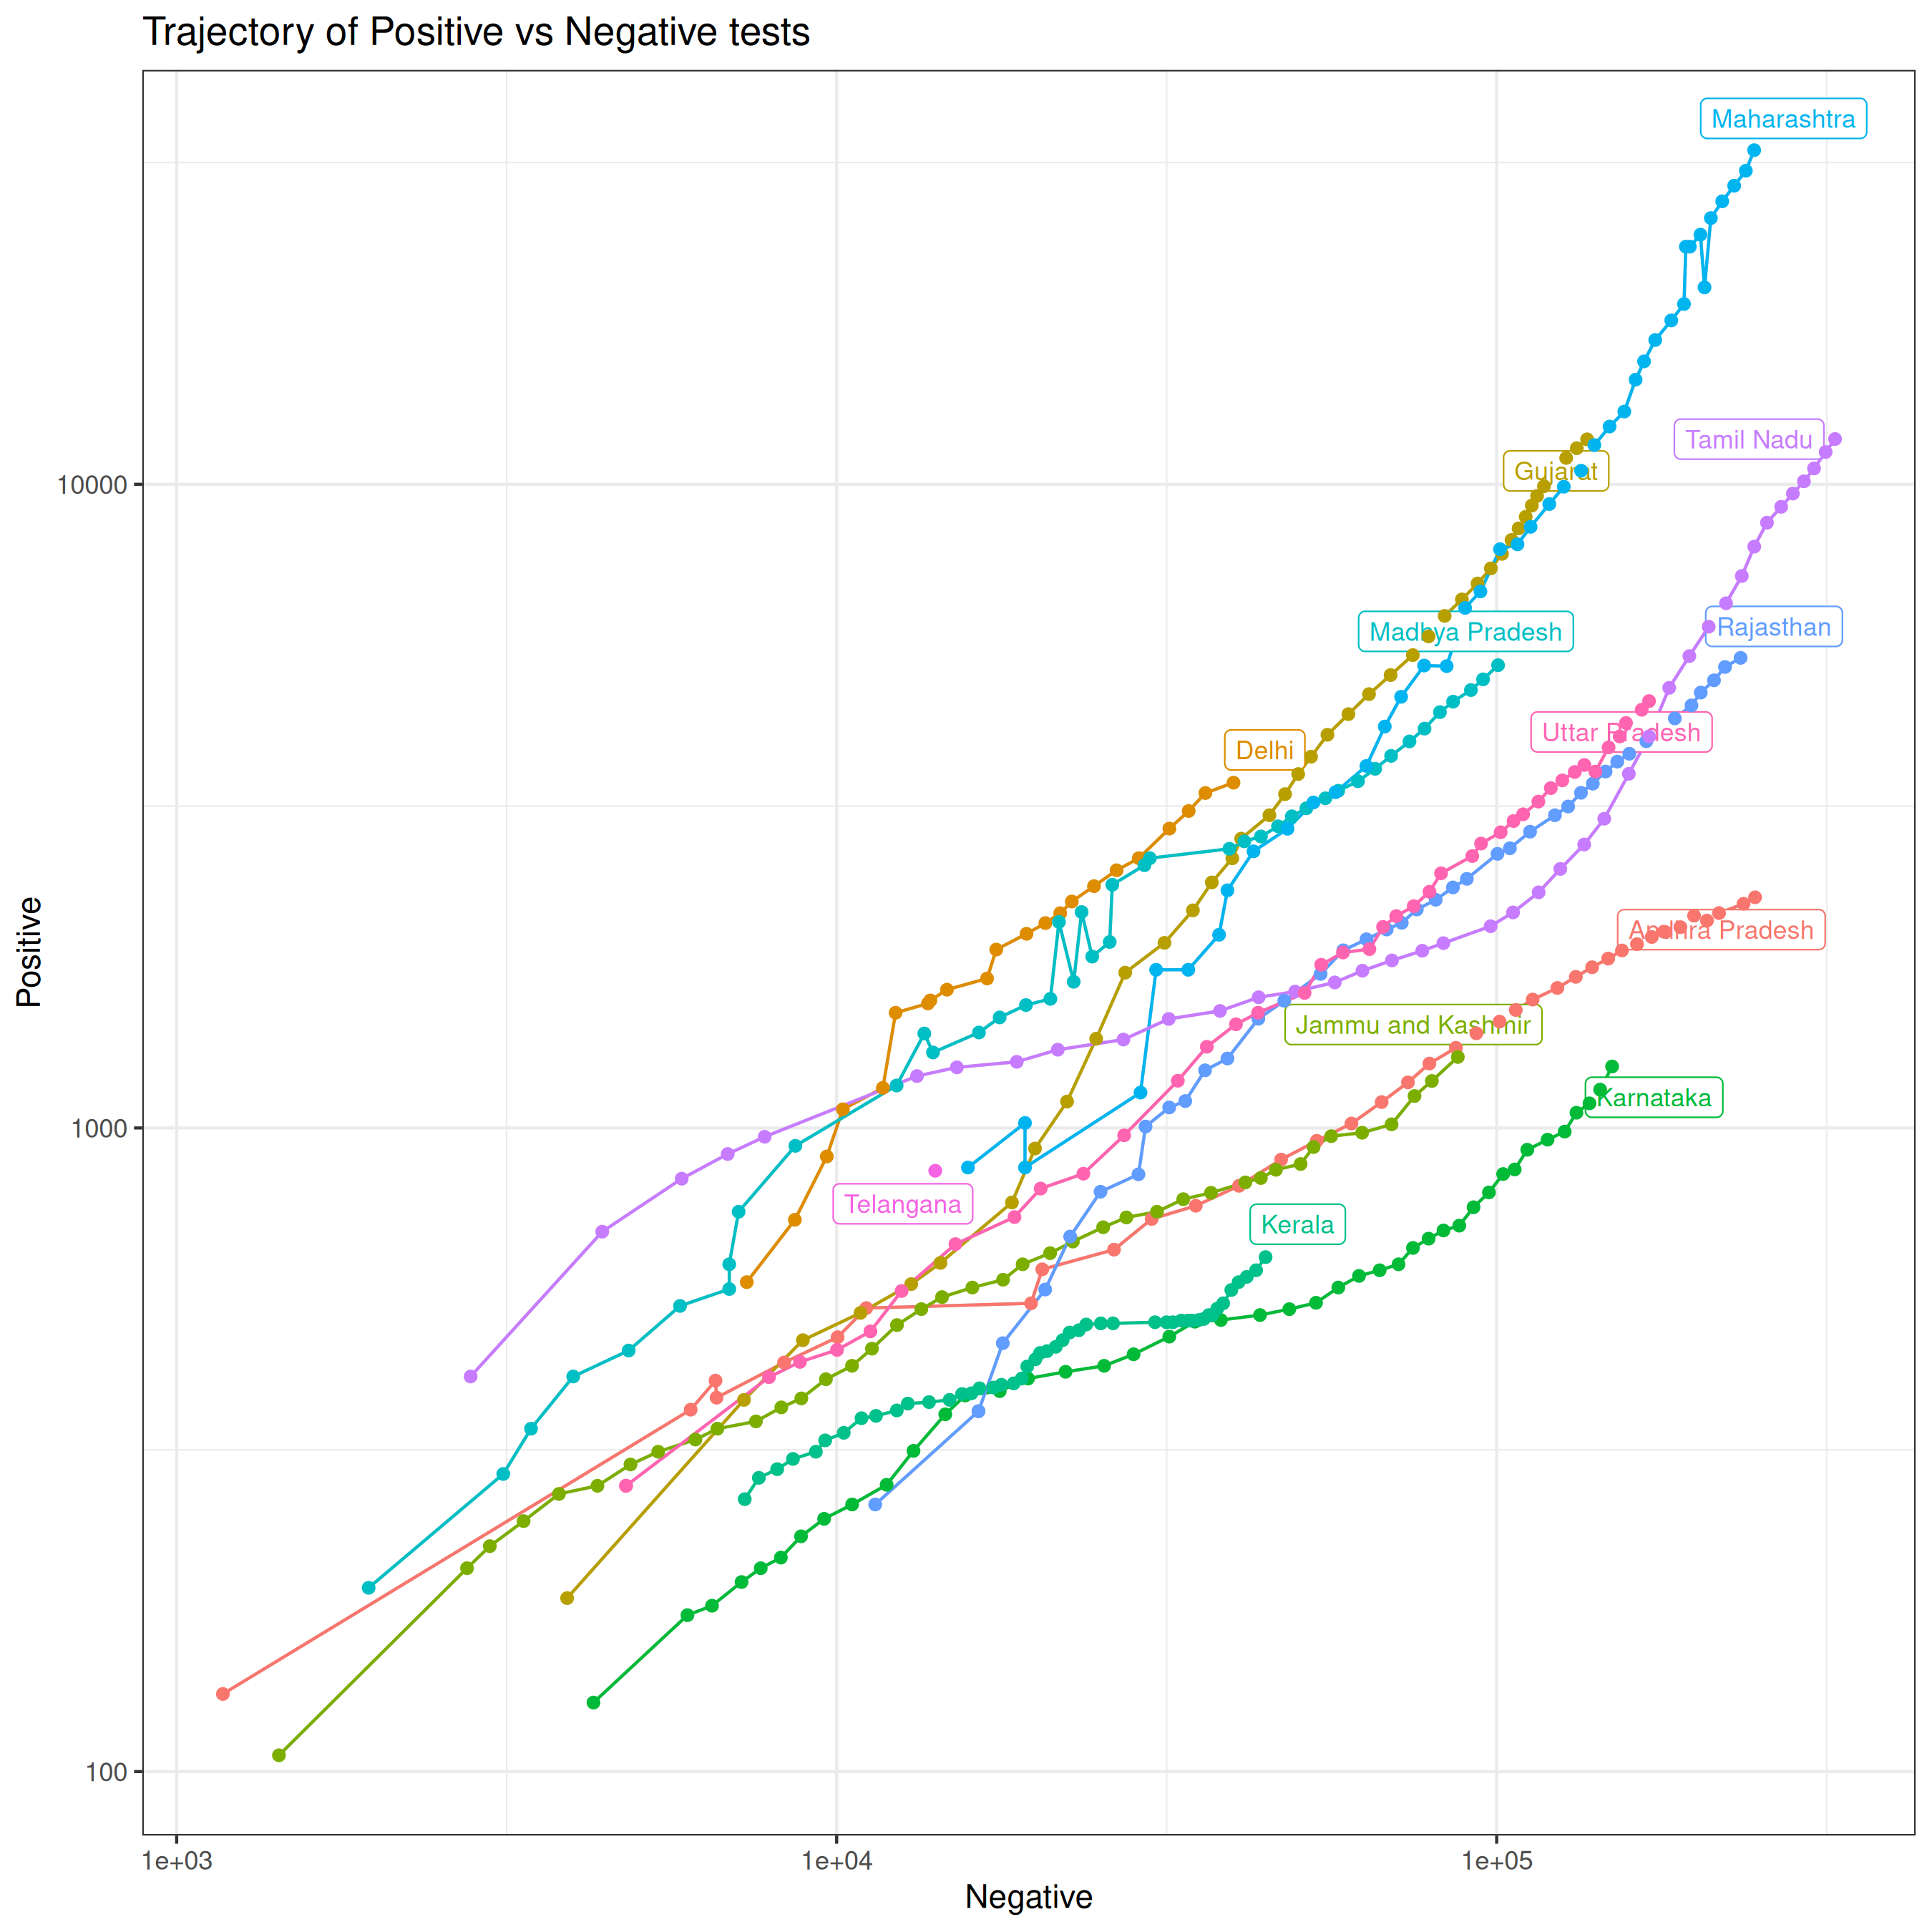 Trajectory of Positive vs Negative tests
Maharashtra
Tamil Nadu
Gujarat
10000
Rajasthan
Madhya Pradesh
Uttar Pradesh
Delhi
Positive
Andhra Pradesh
Jammu and Kashmir
Karnataka
1000
Telangana
Kerala
100
1e+03
1e+04
1e+05
Negative